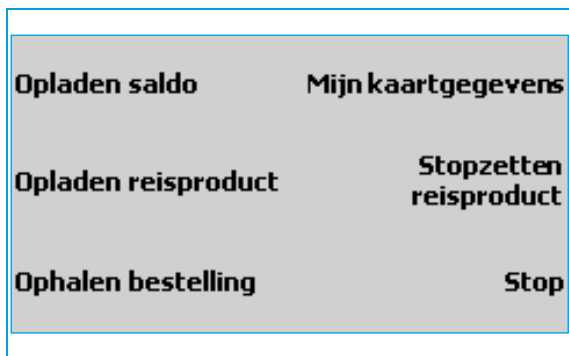 Opladen saldo
Mijn kaartgegevens
Opladen reisproduct
Stopzetten
reisproduct
Ophalen bestelling
Stop